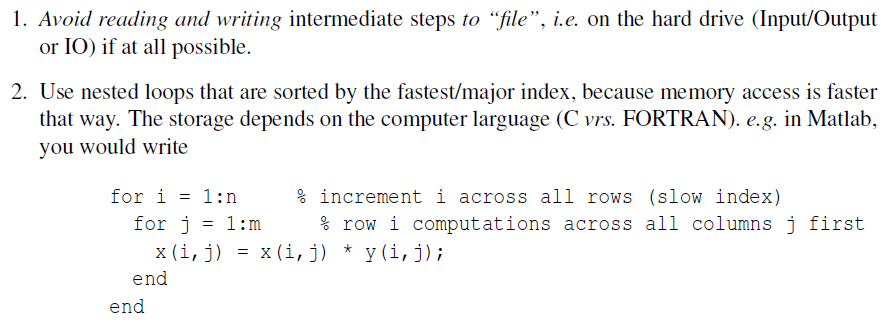 1. Avoid reading and writing intermediate steps to “file”, i.e. on the hard drive (Input/Output
or IO) if at all possible.
2. Use nested loops that are sorted by the fastest/major index, because memory access is faster
that way. The storage depends on the computer larguage (C vrs. FORTRAN). e.g. in Matlab,
you would write
for i = 1:n % increment i across all rows (slow index)
for j = 1:m % row i computations across all columns j first
x(i,j) = x(i,j) * y(i,j);
end
end